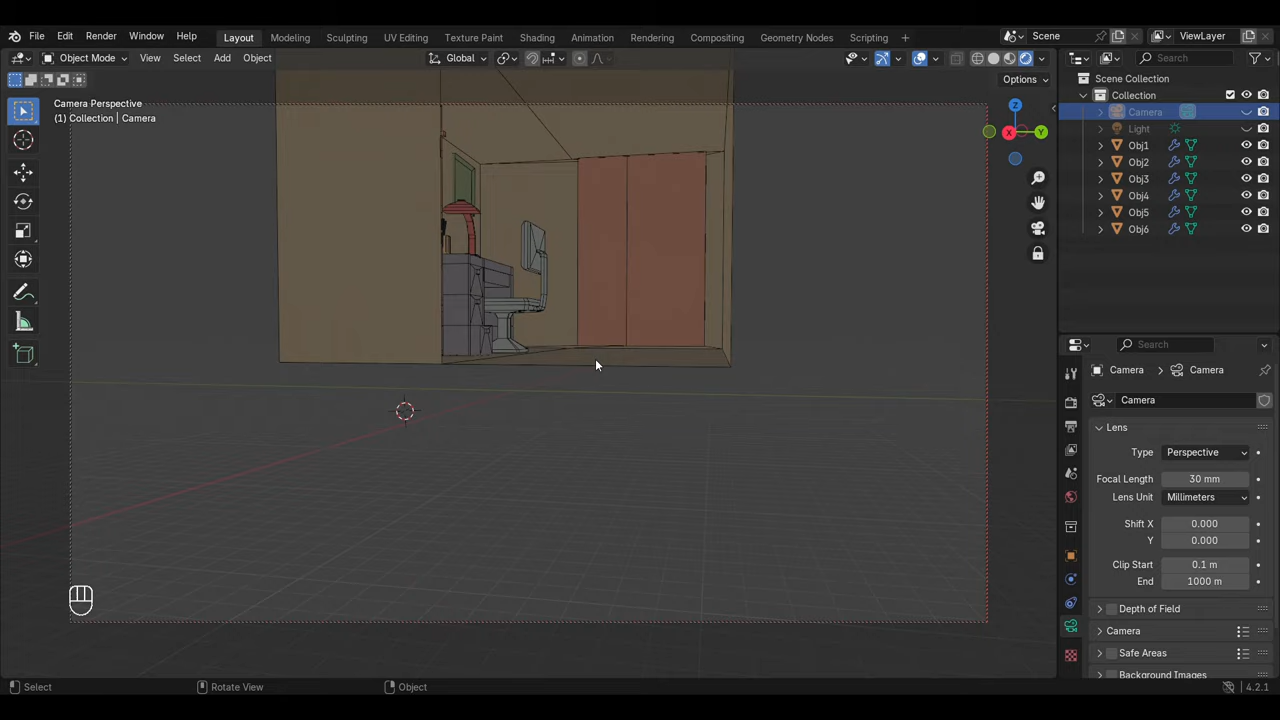 File Edit Render Window Help Layout Modeling Sculpting UV Editing Texture Paint Shading Animation Rendering Compositing Geometry Nodes Scripting + Scene ViewLayer
Object Mode View Select Add Object Global Search
Options
Scene Collection
Collection
Camera
Light
Obj1
Obj2
Obj3
Obj4
Obj5
Obj6
Camera Perspective
(1) Collection | Camera
Z
X
Y
Search
Camera Camera
Camera
Lens
Type Perspective
Focal Length 30 mm
Lens Unit Millimeters
Shift X 0.000
Y 0.000
Clip Start 0.1 m
End 1000 m
Depth of Field
Camera
Safe Areas
Background Images
Select Rotate View Object 4.2.1